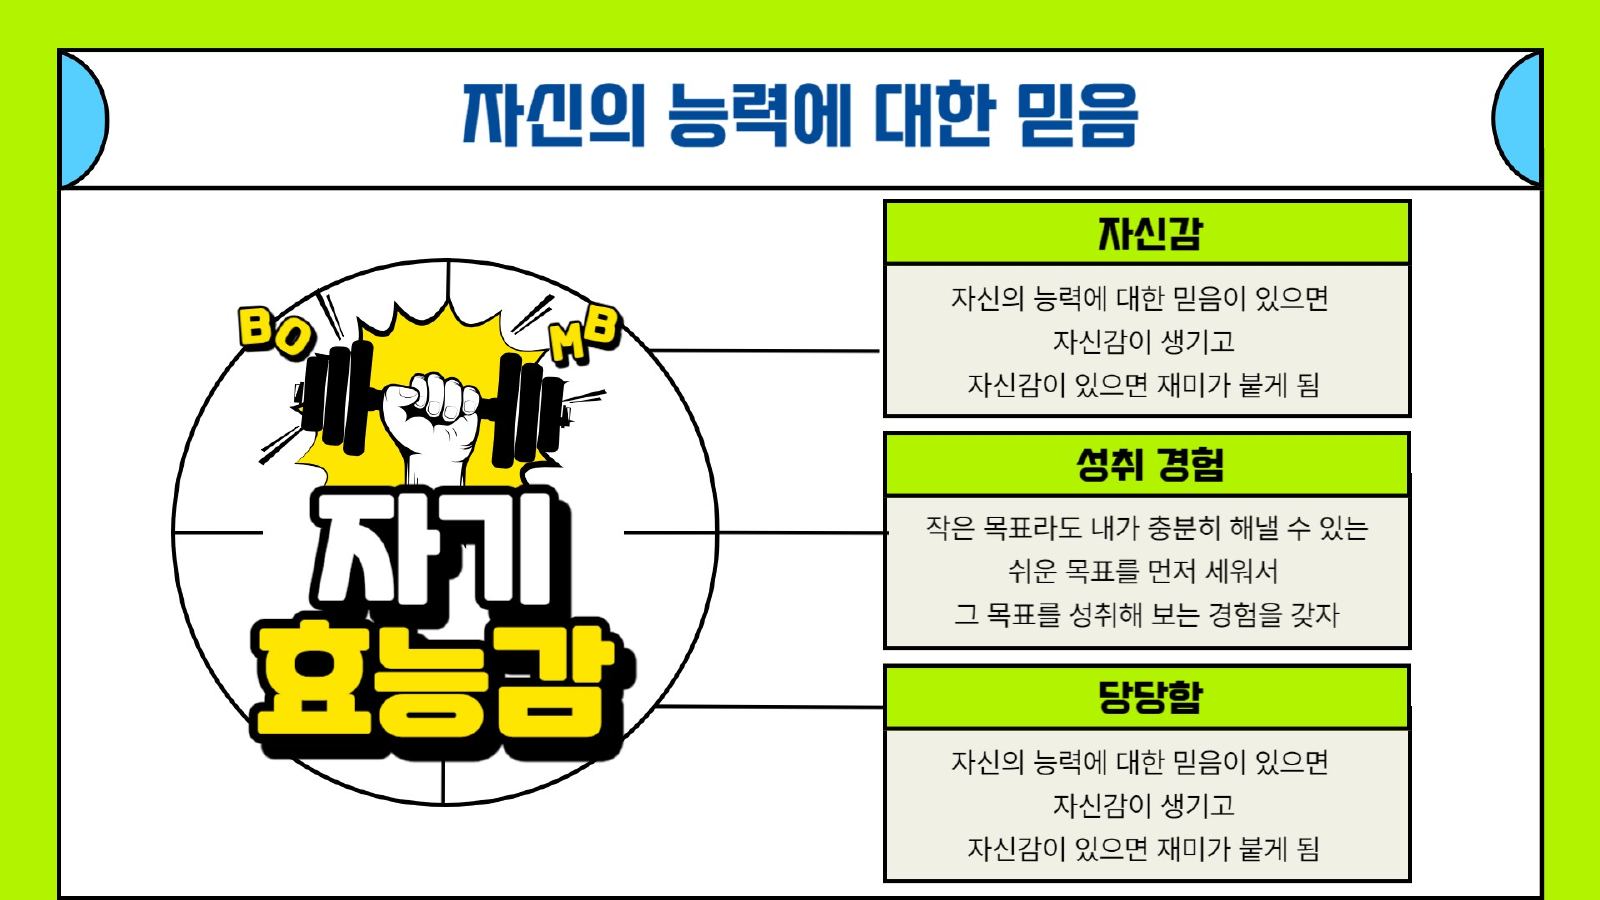 자신의 능력에 대한 믿음
BO
MB
자기
효능감
자신감
자신의 능력에 대한 믿음이 있으면
자신감이 생기고
자신감이 있으면 재미가 붙게 됨
성취 경험
작은 목표라도 내가 충분히 해낼 수 있는
쉬운 목표를 먼저 세워서
그 목표를 성취해 보는 경험을 갖자
당당함
자신의 능력에 대한 믿음이 있으면
자신감이 생기고
자신감이 있으면 재미가 붙게 됨